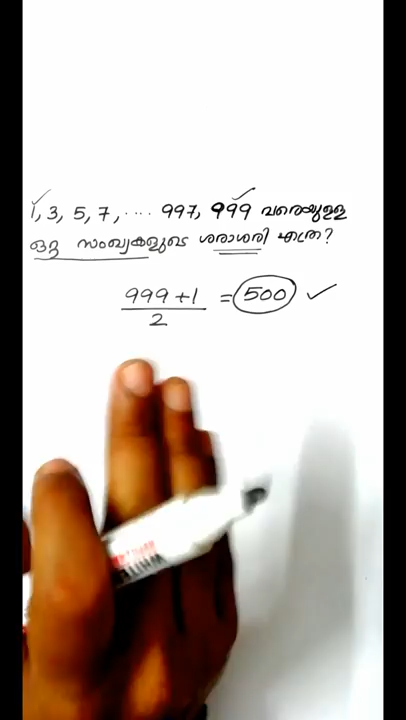 1, 3, 5, 7, .... 997, 999 വരെയുള്ള
ഒറ്റ സംഖ്യകളുടെ ശരാശരി എത്ര?
999 + 1
2
= 500 ✓